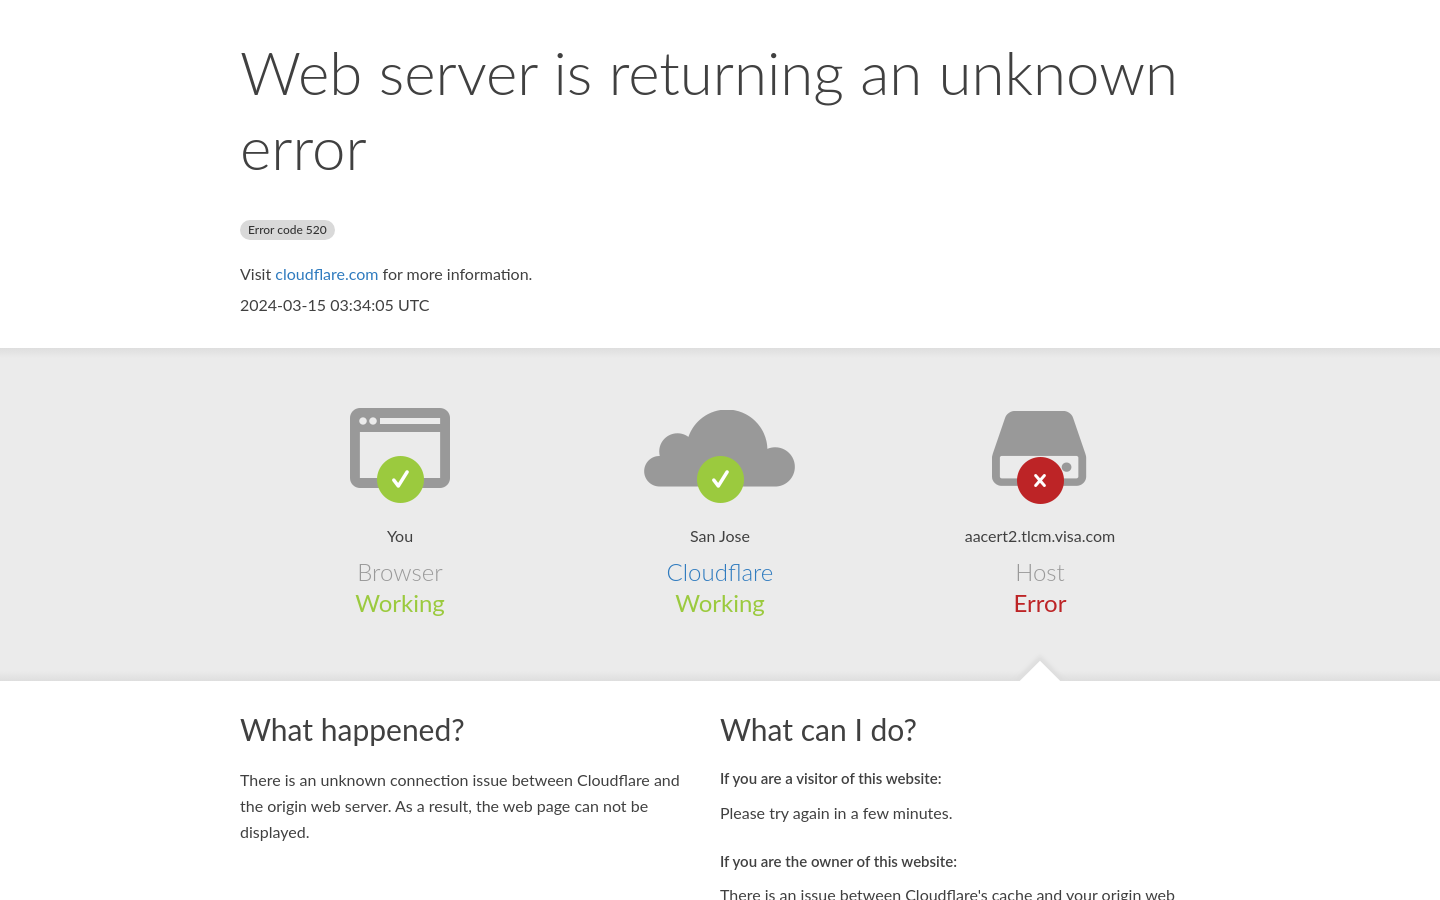 Web server is returning an unknown
error
Error code 520
Visit cloudflare.com for more information.
2024-03-15 03:34:05 UTC
You
Browser
Working
San Jose
Cloudflare
Working
aacert2.tlcm.visa.com
Host
Error
What happened?
There is an unknown connection issue between Cloudflare and
the origin web server. As a result, the web page can not be
displayed.
What can I do?
If you are a visitor of this website:
Please try again in a few minutes.
If you are the owner of this website:
There is an issue between Cloudflare's cache and your origin web